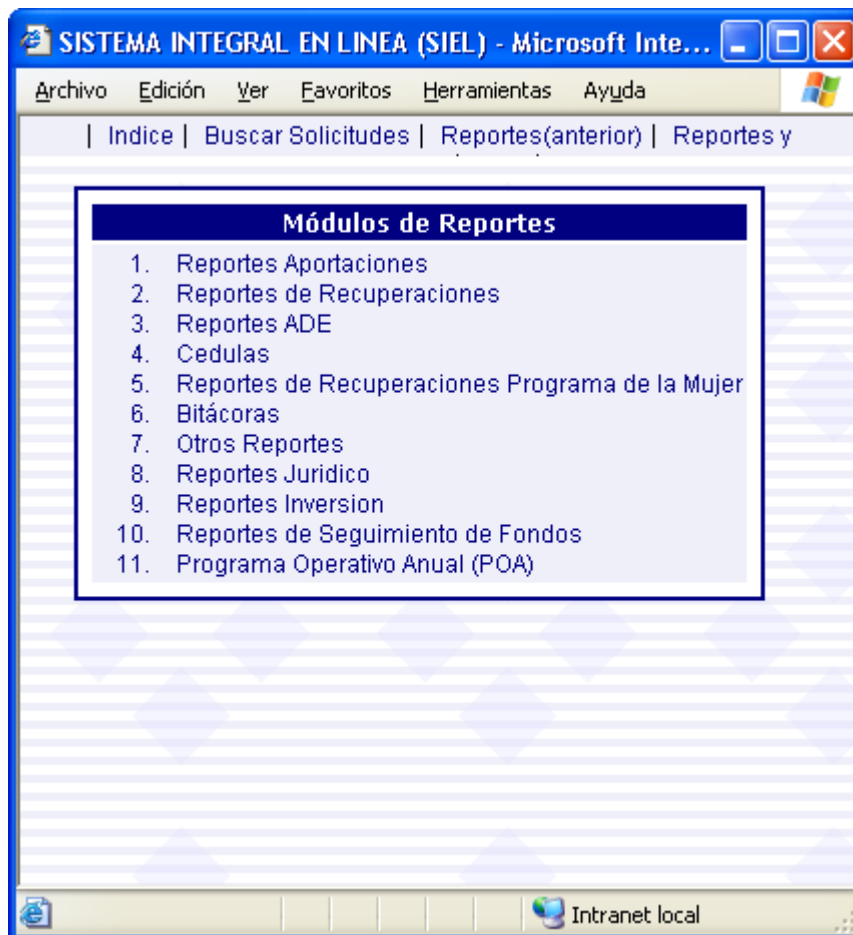 SISTEMA INTEGRAL EN LINEA (SIEL) - Microsoft Inte...
Archivo Edición Ver Favoritos Herramientas Ayuda
| Indice | Buscar Solicitudes | Reportes(anterior) | Reportes y
Módulos de Reportes
1. Reportes Aportaciones
2. Reportes de Recuperaciones
3. Reportes ADE
4. Cedulas
5. Reportes de Recuperaciones Programa de la Mujer
6. Bitácoras
7. Otros Reportes
8. Reportes Juridico
9. Reportes Inversion
10. Reportes de Seguimiento de Fondos
11. Programa Operativo Anual (POA)
Intranet local